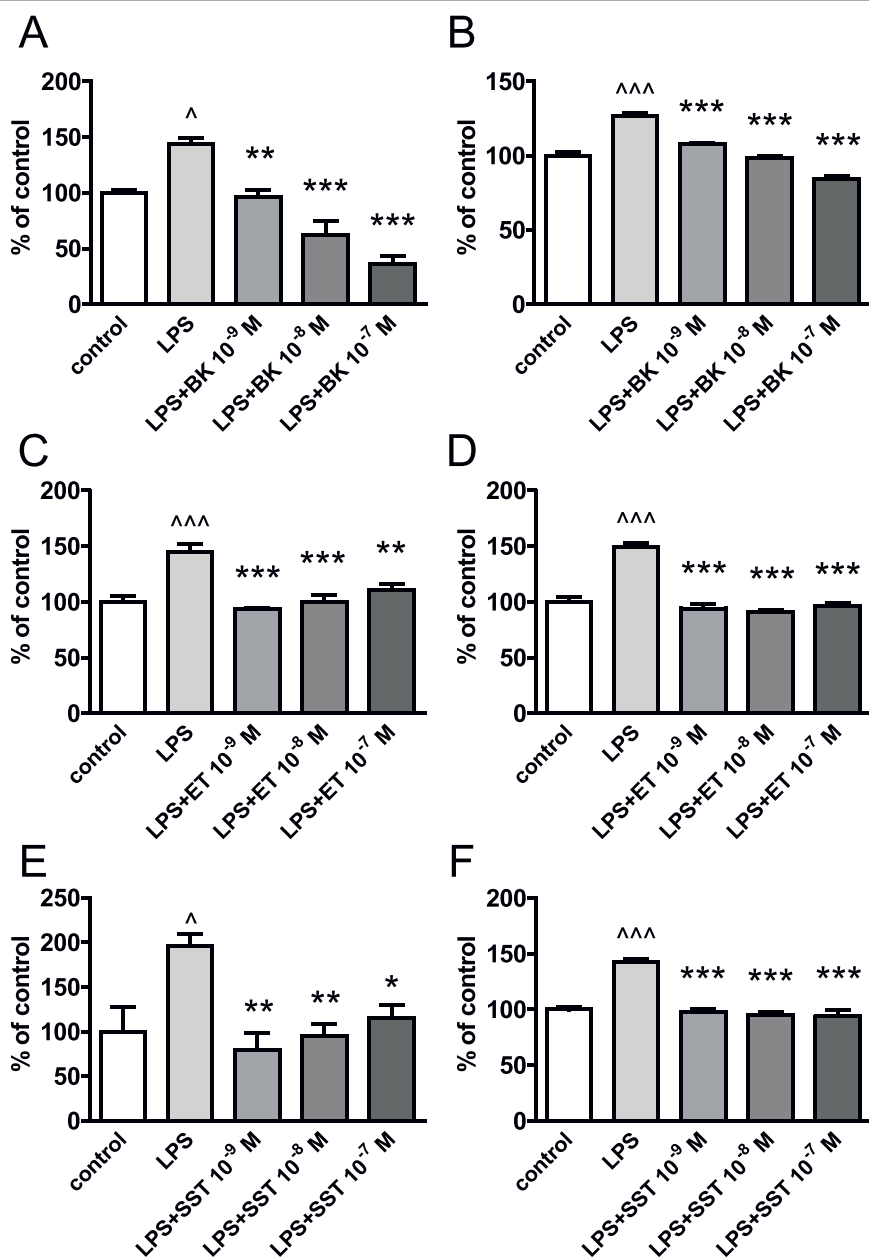 A
% of control
200
150
100
50
0
^
**
***
***
control
LPS
LPS+BK 10⁻⁹ M
LPS+BK 10⁻⁸ M
LPS+BK 10⁻⁷ M
B
% of control
150
100
50
0
^^^
***
***
***
control
LPS
LPS+BK 10⁻⁹ M
LPS+BK 10⁻⁸ M
LPS+BK 10⁻⁷ M
C
% of control
200
150
100
50
0
^^^
***
***
**
control
LPS
LPS+ET 10⁻⁹ M
LPS+ET 10⁻⁸ M
LPS+ET 10⁻⁷ M
D
% of control
200
150
100
50
0
^^^
***
***
***
control
LPS
LPS+ET 10⁻⁹ M
LPS+ET 10⁻⁸ M
LPS+ET 10⁻⁷ M
E
% of control
250
200
150
100
50
0
^
**
**
*
control
LPS
LPS+SST 10⁻⁹ M
LPS+SST 10⁻⁸ M
LPS+SST 10⁻⁷ M
F
% of control
200
150
100
50
0
^^^
***
***
***
control
LPS
LPS+SST 10⁻⁹ M
LPS+SST 10⁻⁸ M
LPS+SST 10⁻⁷ M